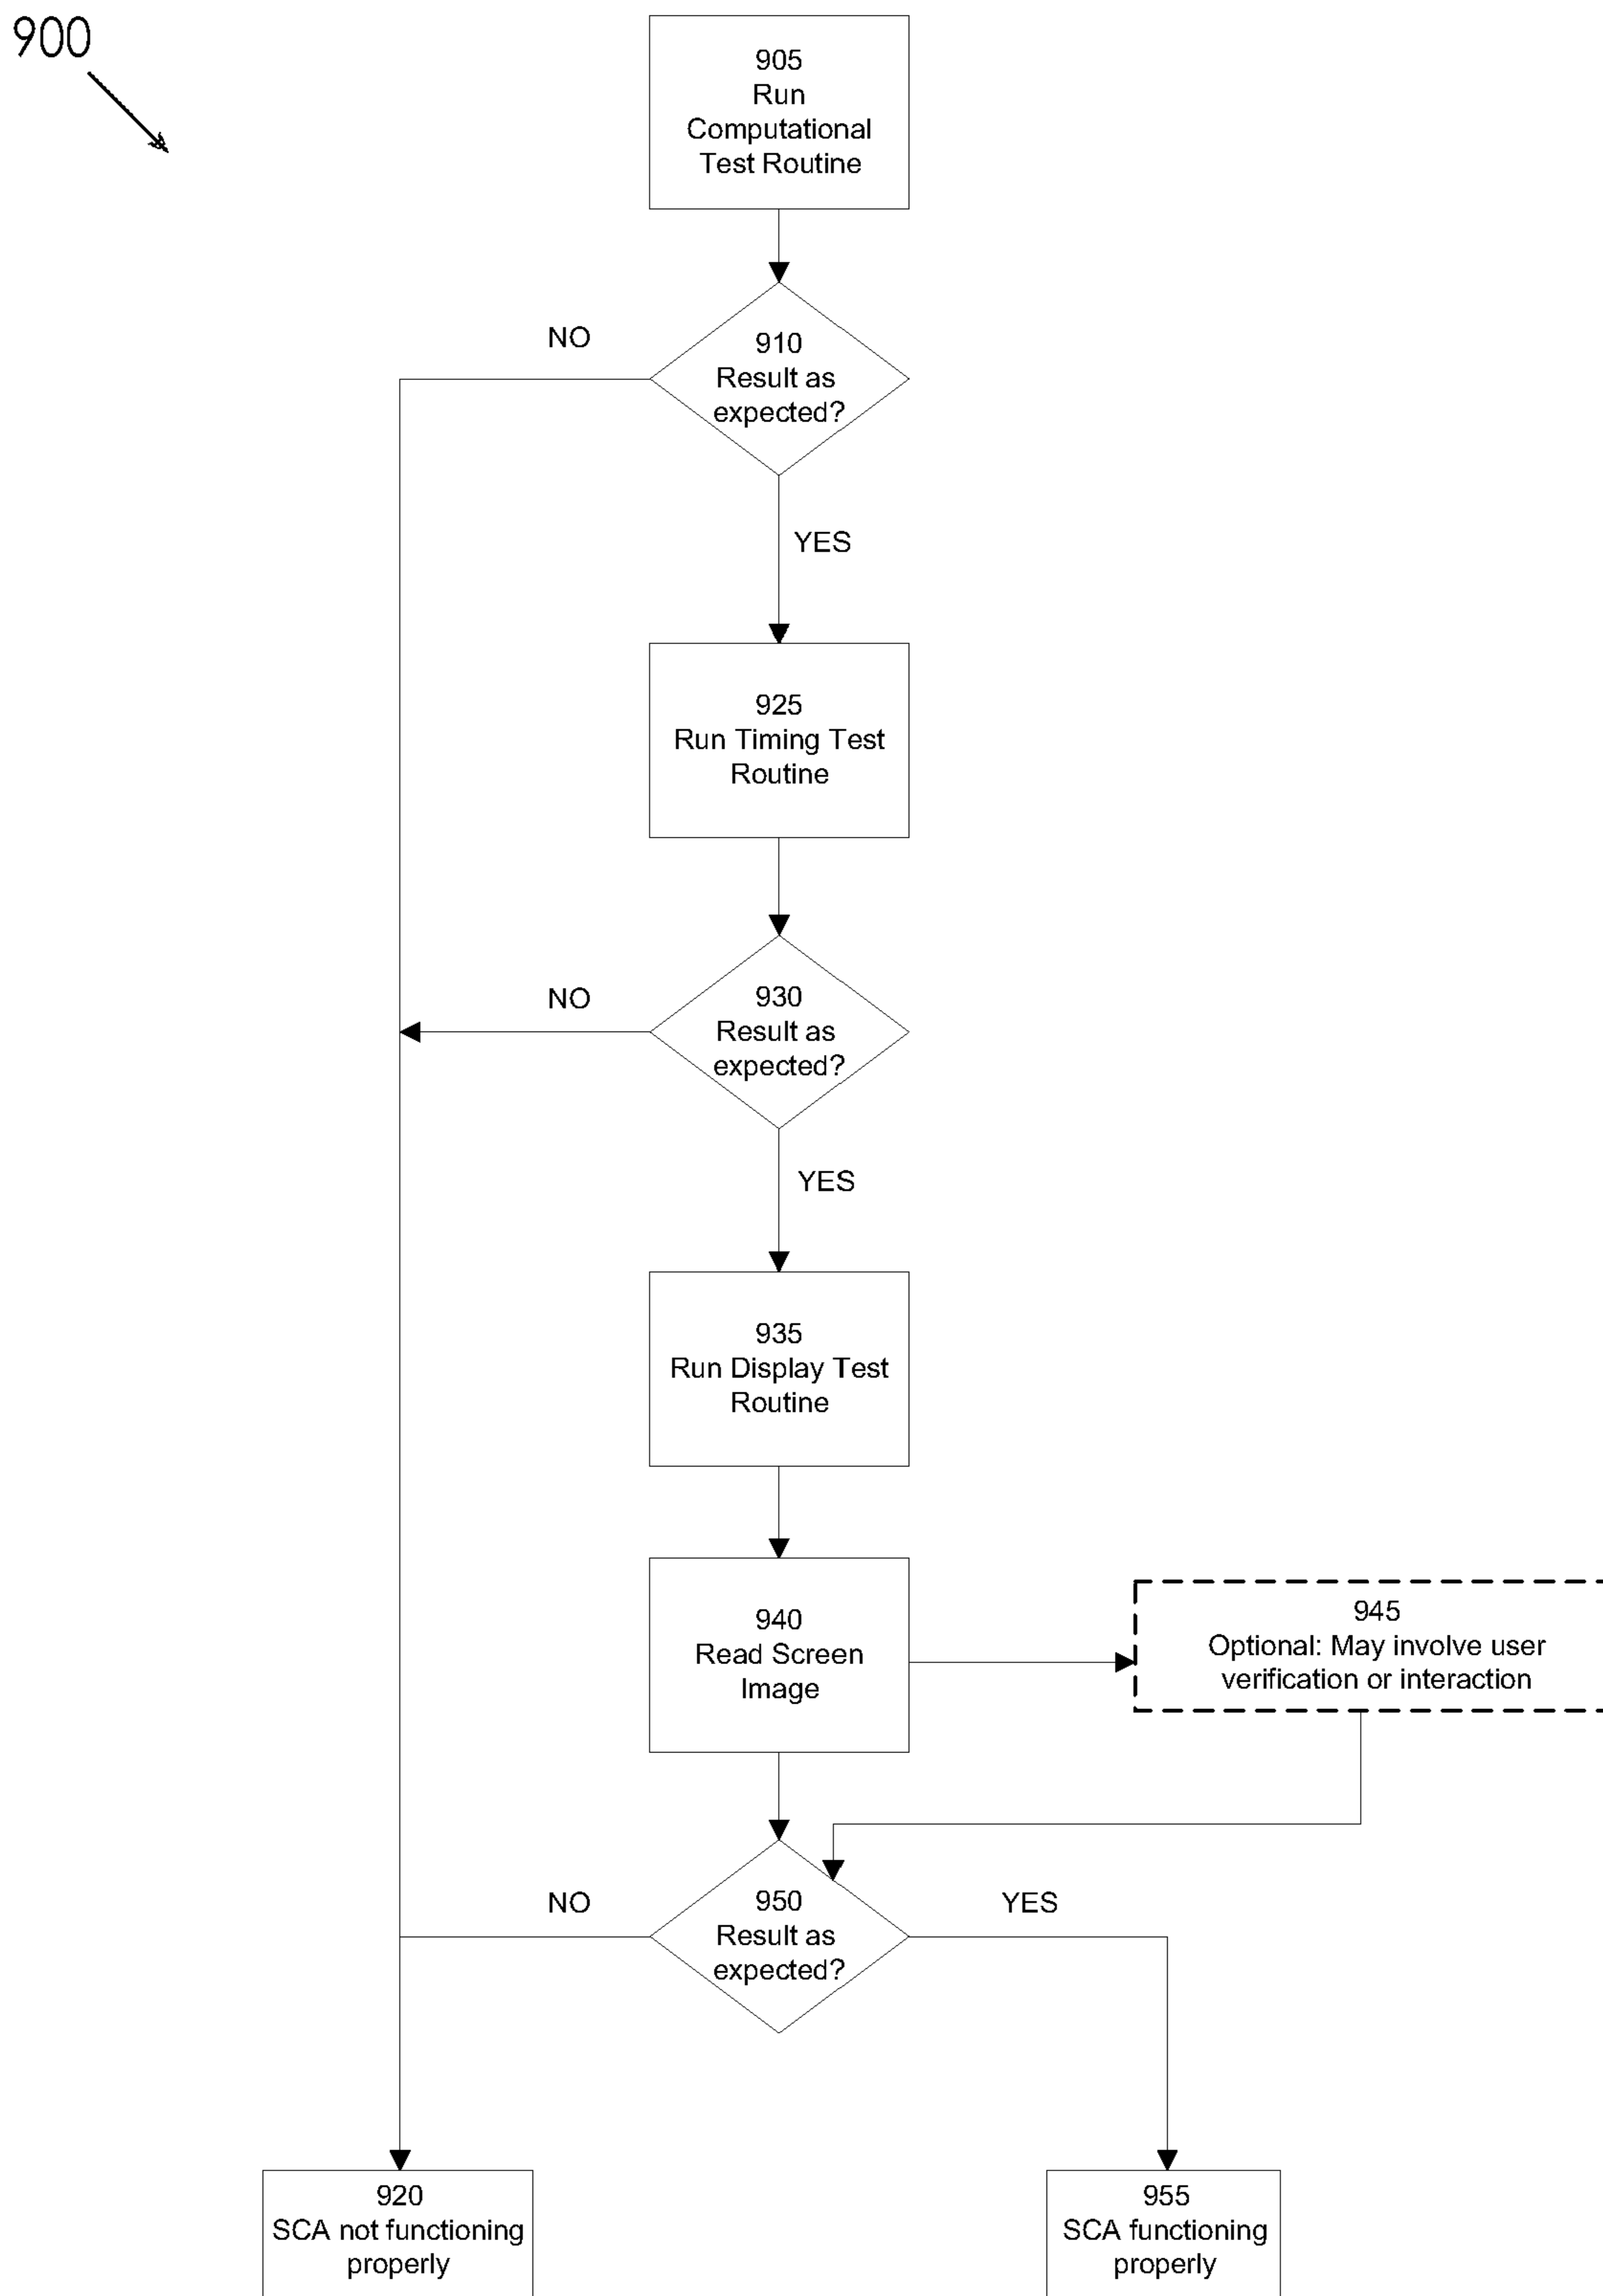 900
905
Run
Computational
Test Routine
NO
910
Result as
expected?
YES
925
Run Timing Test
Routine
NO
930
Result as
expected?
YES
935
Run Display Test
Routine
940
Read Screen
Image
945
Optional: May involve user
verification or interaction
NO
950
Result as
expected?
YES
920
SCA not functioning
properly
955
SCA functioning
properly